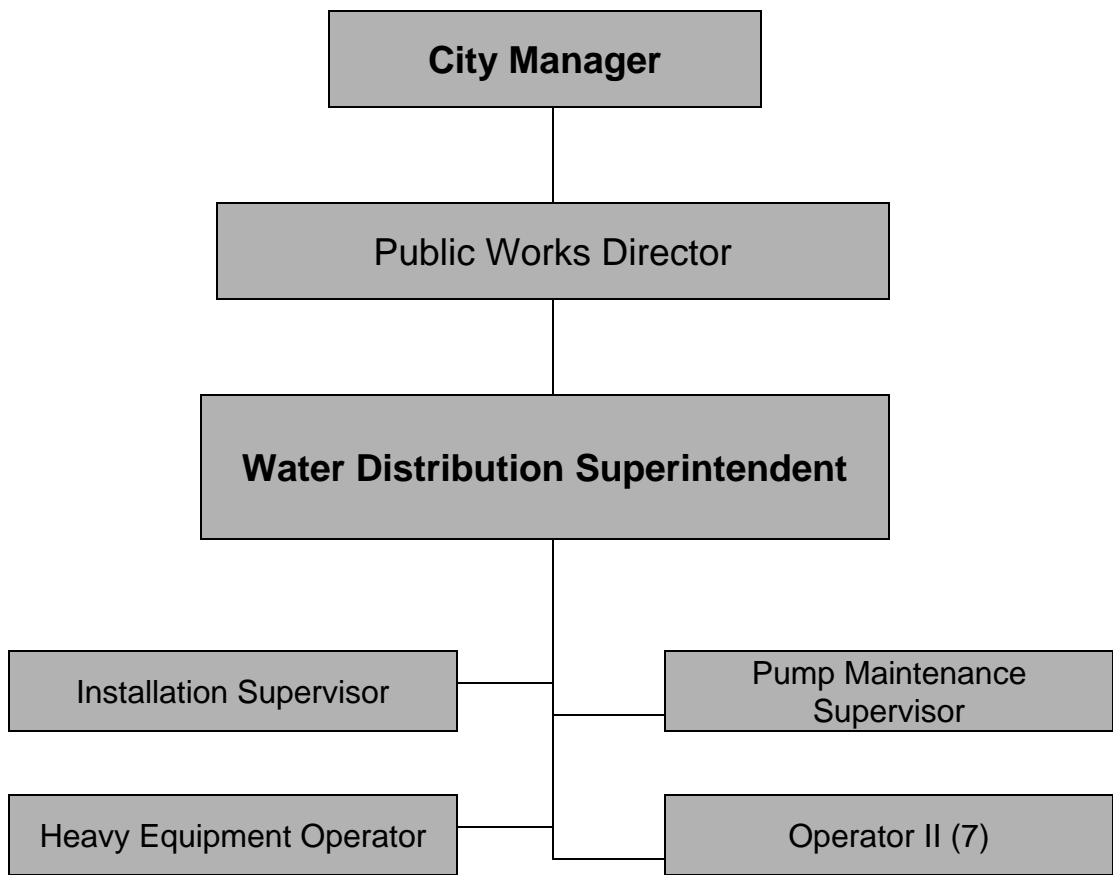 City Manager
Public Works Director
Water Distribution Superintendent
Installation Supervisor
Pump Maintenance
Supervisor
Heavy Equipment Operator
Operator II (7)